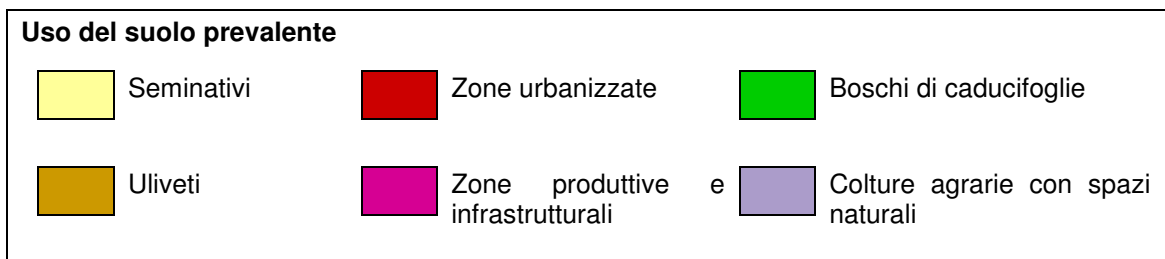 Uso del suolo prevalente
Seminativi
Zone urbanizzate
Boschi di caducifoglie
Uliveti
Zone produttive e
infrastrutturali
Colture agrarie con spazi
naturali